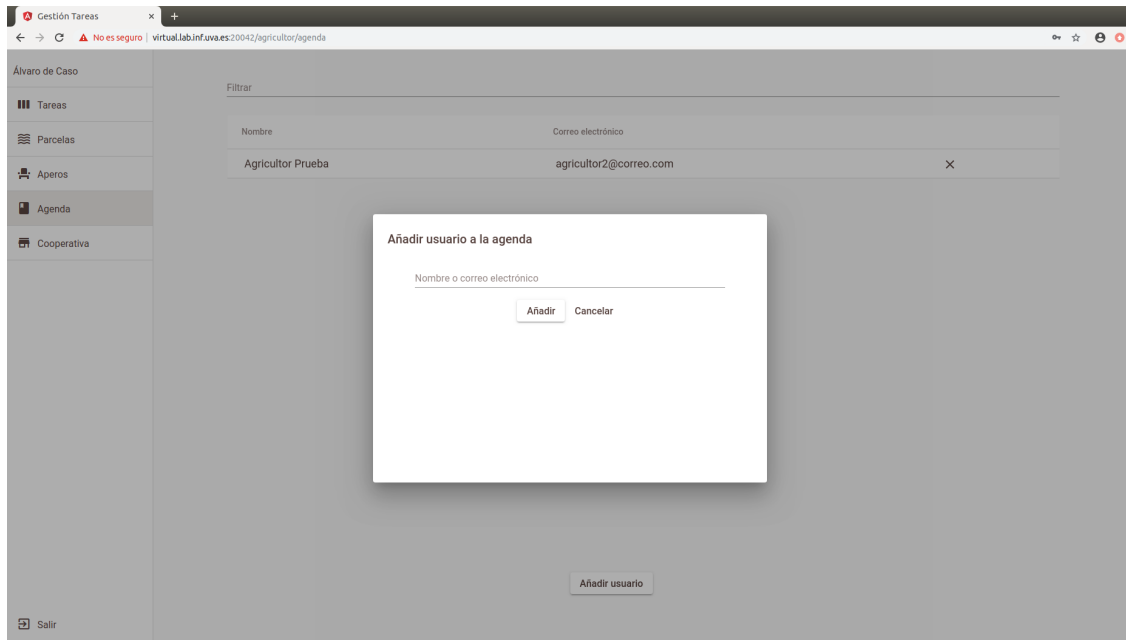 Gestión Tareas
No es seguro | virtual.lab.inf.uva.es:20042/agricultor/agenda
Álvaro de Caso
Tareas
Parcelas
Aperos
Agenda
Cooperativa
Salir
Filtrar
Nombre Correo electrónico
Agricultor Prueba agricultor2@correo.com
Añadir usuario a la agenda
Nombre o correo electrónico
Añadir Cancelar
Añadir usuario